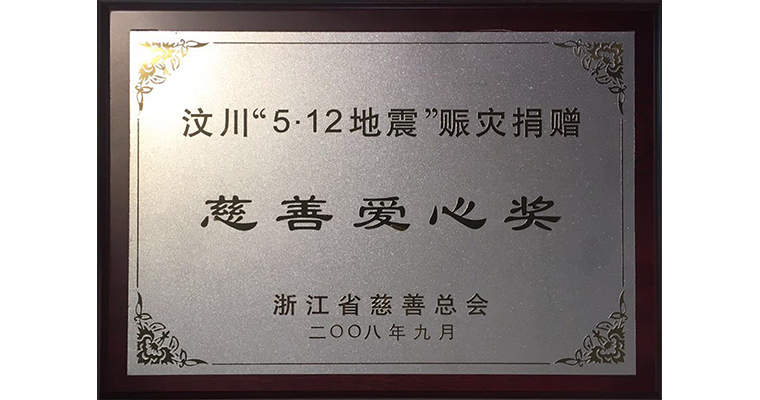 汶川“5·12地震”赈灾捐赠
慈善爱心奖
浙江省慈善总会
二〇〇八年九月